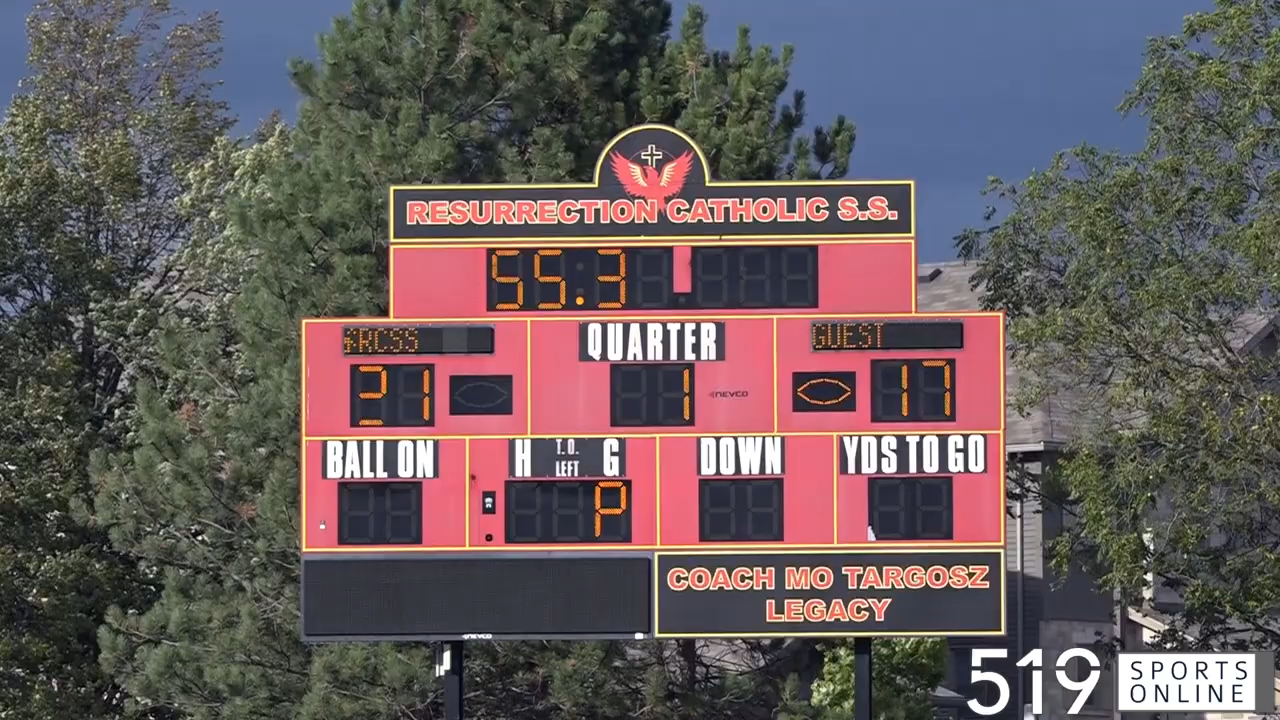 RESURRECTION CATHOLIC S.S.
55.3
RCSS
QUARTER
GUEST
21
1
NEVCO
17
BALL ON
H T.O. LEFT G
DOWN
YDS TO GO
P
COACH MO TARGOSZ
LEGACY
NEVCO
519 SPORTS ONLINE